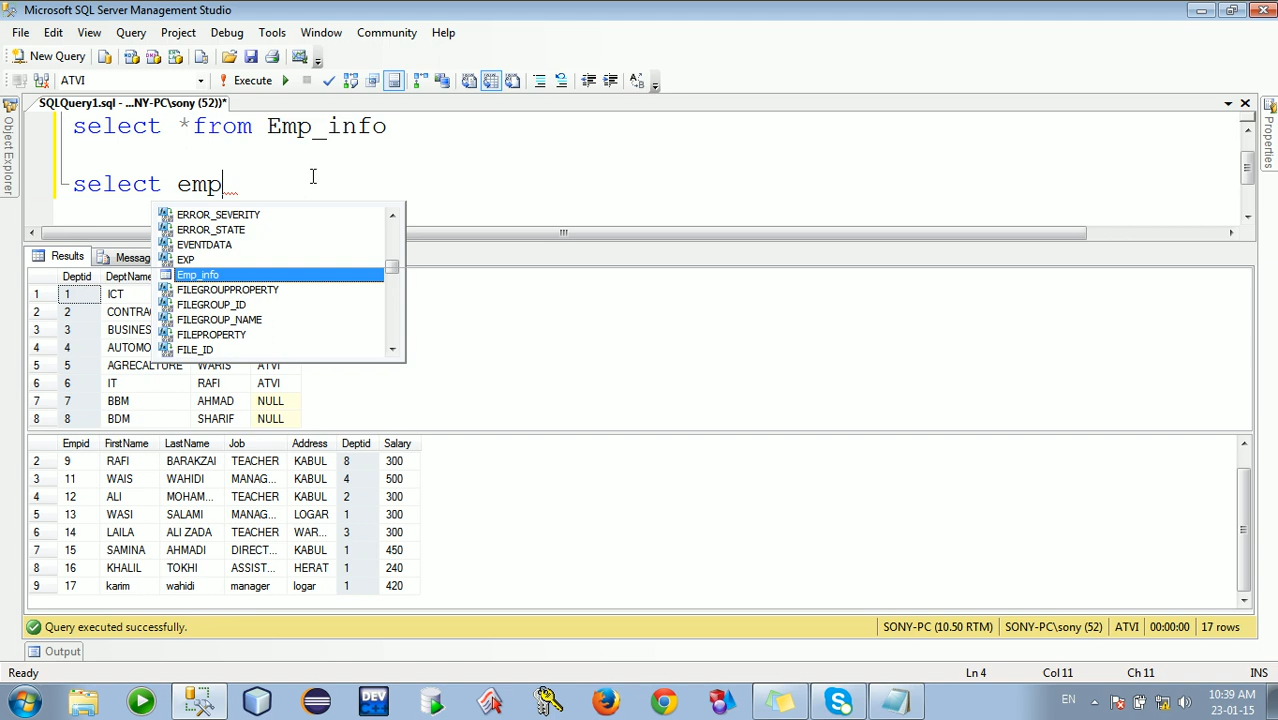 Microsoft SQL Server Management Studio
File Edit View Query Project Debug Tools Window Community Help
New Query
ATVI Execute
SQLQuery1.sql - ...NY-PC\sony (52))*
Object Explorer
Properties
select *from Emp_info
select emp
ERROR_SEVERITY
ERROR_STATE
EVENTDATA
EXP
Emp_info
FILEGROUPPROPERTY
FILEGROUP_ID
FILEGROUP_NAME
FILEPROPERTY
FILE_ID
Results Messag
Deptid DeptName
1 1 ICT
2 2 CONTRA
3 3 BUSINES
4 4 AUTOMO
5 5 AGRECALTURE WARIS ATVI
6 6 IT RAFI ATVI
7 7 BBM AHMAD NULL
8 8 BDM SHARIF NULL
Empid FirstName LastName Job Address Deptid Salary
2 9 RAFI BARAKZAI TEACHER KABUL 8 300
3 11 WAIS WAHIDI MANAG... KABUL 4 500
4 12 ALI MOHAM... TEACHER KABUL 2 300
5 13 WASI SALAMI MANAG... LOGAR 1 300
6 14 LAILA ALI ZADA TEACHER WAR... 3 300
7 15 SAMINA AHMADI DIRECT... KABUL 1 450
8 16 KHALIL TOKHI ASSIST... HERAT 1 240
9 17 karim wahidi manager logar 1 420
Query executed successfully. SONY-PC (10.50 RTM) SONY-PC\sony (52) ATVI 00:00:00 17 rows
Output
Ready Ln 4 Col 11 Ch 11 INS
DEV
EN 10:39 AM
23-01-15